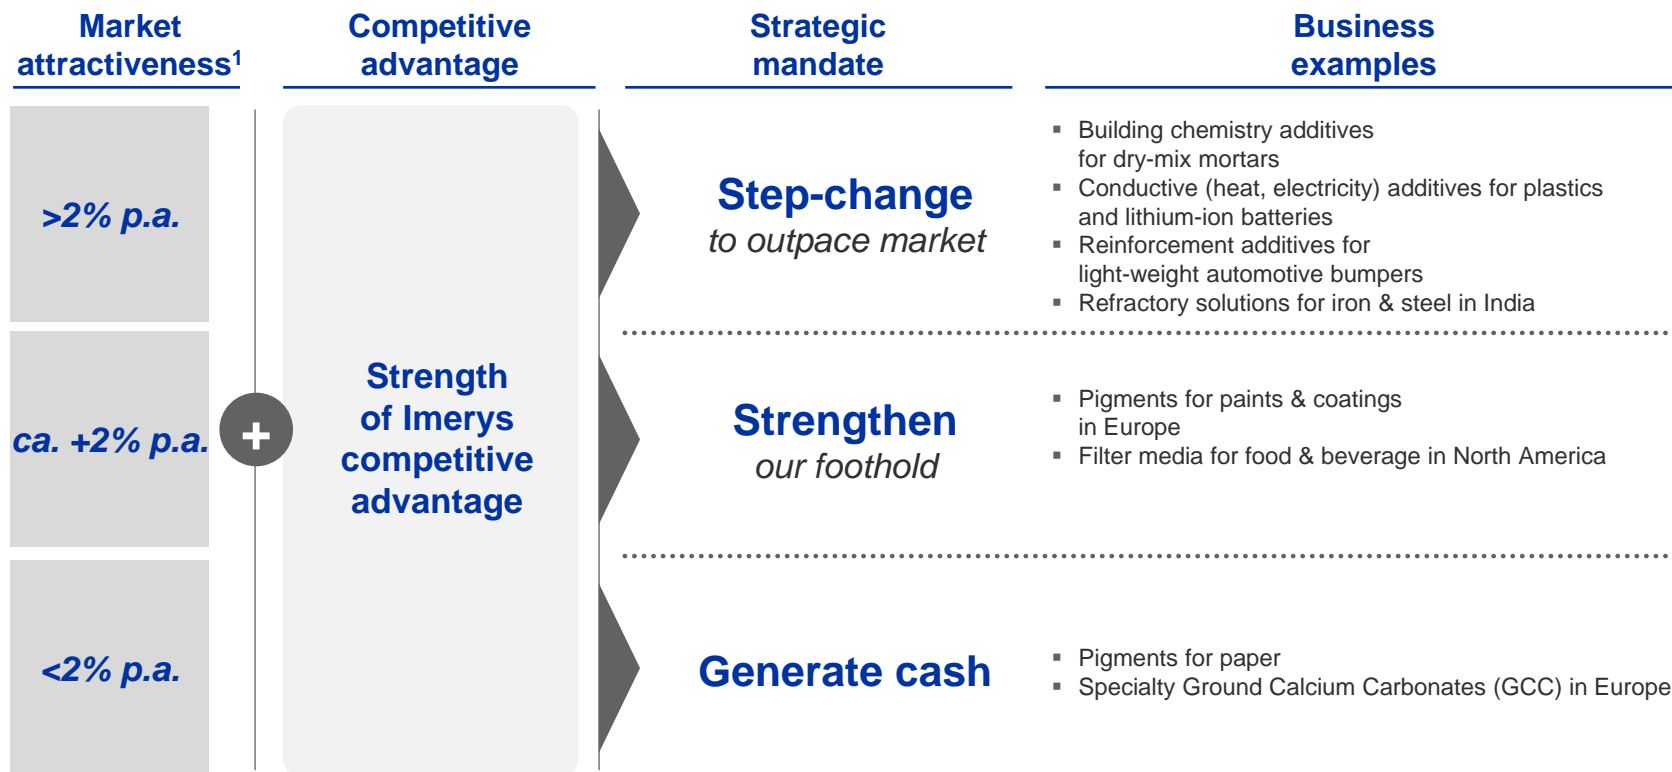 Market
attractiveness1
Competitive
advantage
Strategic
mandate
Business
examples
>2% p.a.
Step-change
to outpace market
▪ Building chemistry additives
for dry-mix mortars
▪ Conductive (heat, electricity) additives for plastics
and lithium-ion batteries
▪ Reinforcement additives for
light-weight automotive bumpers
▪ Refractory solutions for iron & steel in India
ca. +2% p.a.
+
Strength
of Imerys
competitive
advantage
Strengthen
our foothold
▪ Pigments for paints & coatings
in Europe
▪ Filter media for food & beverage in North America
<2% p.a.
Generate cash
▪ Pigments for paper
▪ Specialty Ground Calcium Carbonates (GCC) in Europe